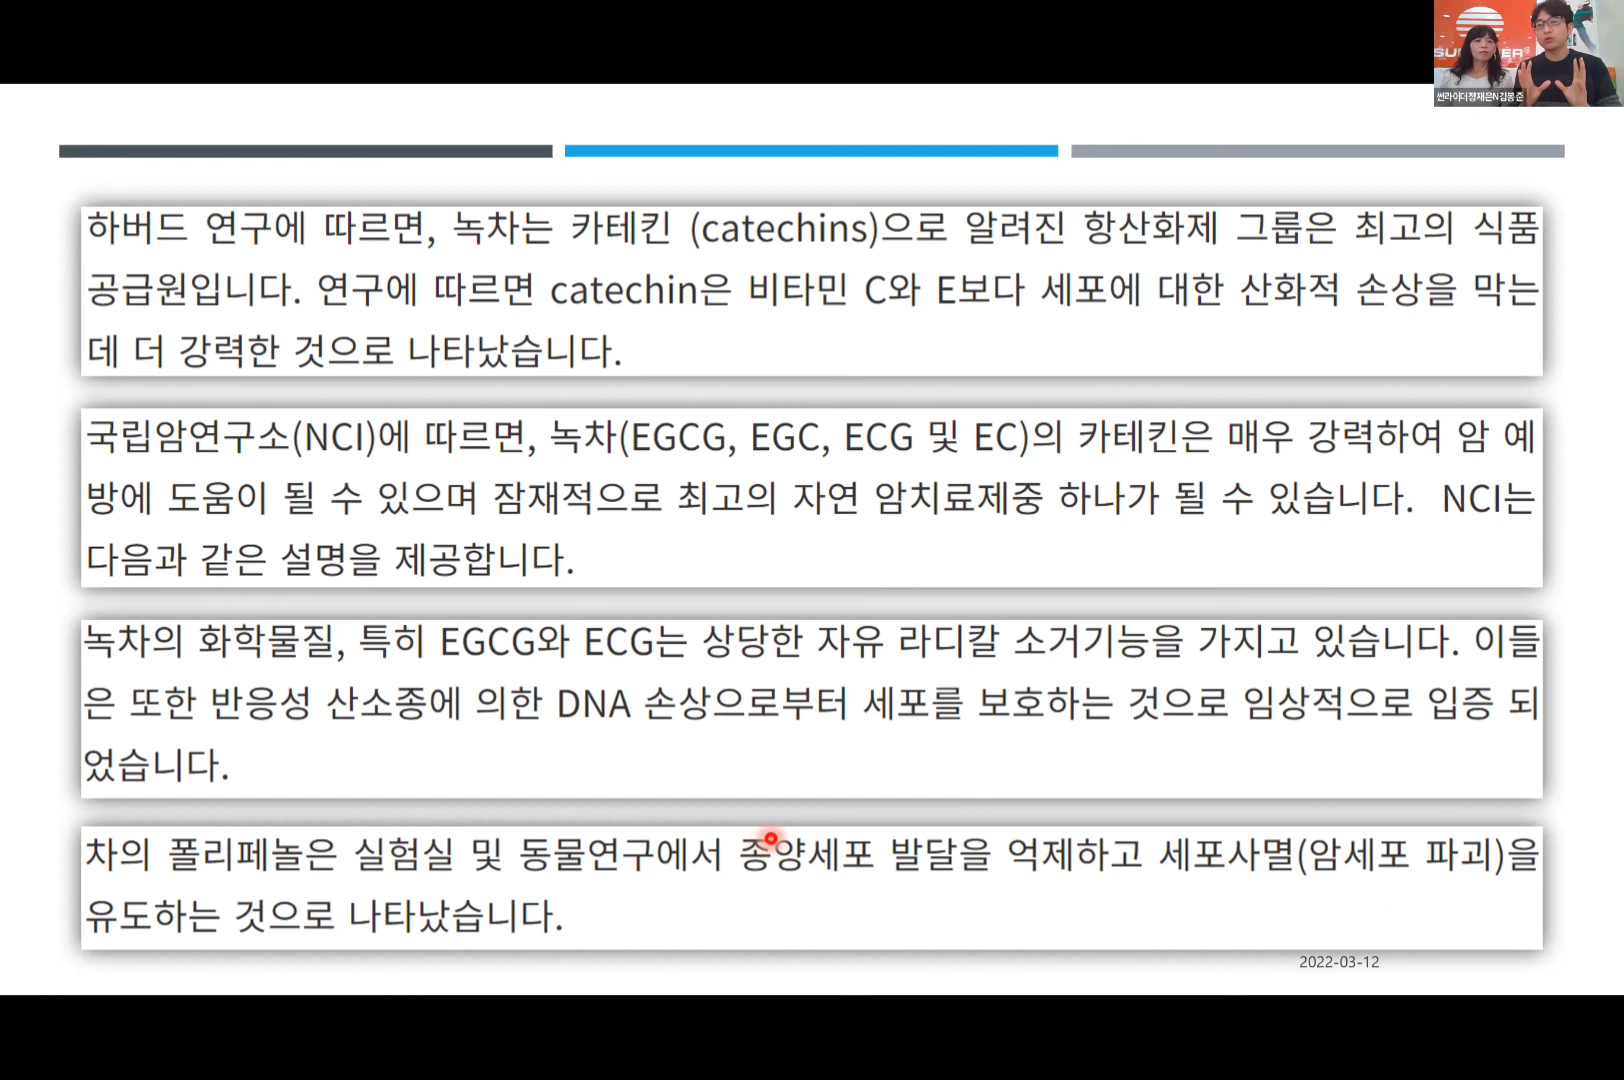 썬라이더정재은N김봉준
하버드 연구에 따르면, 녹차는 카테킨 (catechins)으로 알려진 항산화제 그룹은 최고의 식품
공급원입니다. 연구에 따르면 catechin은 비타민 C와 E보다 세포에 대한 산화적 손상을 막는
데 더 강력한 것으로 나타났습니다.
국립암연구소(NCI)에 따르면, 녹차(EGCG, EGC, ECG 및 EC)의 카테킨은 매우 강력하여 암 예
방에 도움이 될 수 있으며 잠재적으로 최고의 자연 암치료제중 하나가 될 수 있습니다. NCI는
다음과 같은 설명을 제공합니다.
녹차의 화학물질, 특히 EGCG와 ECG는 상당한 자유 라디칼 소거기능을 가지고 있습니다. 이들
은 또한 반응성 산소종에 의한 DNA 손상으로부터 세포를 보호하는 것으로 임상적으로 입증 되
었습니다.
차의 폴리페놀은 실험실 및 동물연구에서 종양세포 발달을 억제하고 세포사멸(암세포 파괴)을
유도하는 것으로 나타났습니다.
2022-03-12